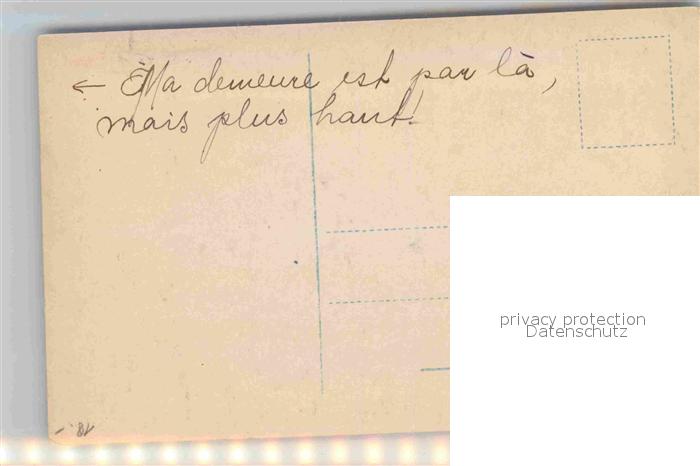 ← Ma demeure est par là,
mais plus haut!
privacy protection
Datenschutz